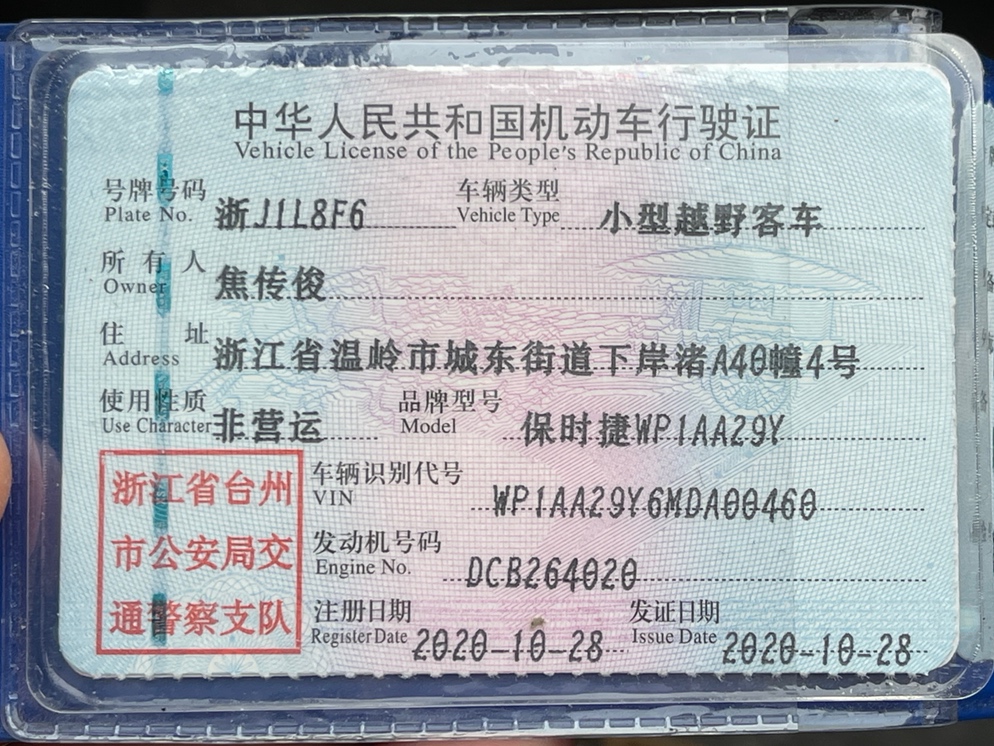 中华人民共和国机动车行驶证
Vehicle License of the People's Republic of China
号牌号码 浙J1L8F6 车辆类型 小型越野客车
Plate No. Vehicle Type
所有人 焦传俊
Owner
住址 浙江省温岭市城东街道下岸渚A40幢4号
Address
使用性质 非营运 品牌型号 保时捷WP1AA29Y
Use Character Model
浙江省台州
市公安局交
通警察支队
车辆识别代号 WP1AA29Y6MDA00460
VIN
发动机号码 DCB264020
Engine No.
注册日期 2020-10-28 发证日期 2020-10-28
Register Date Issue Date